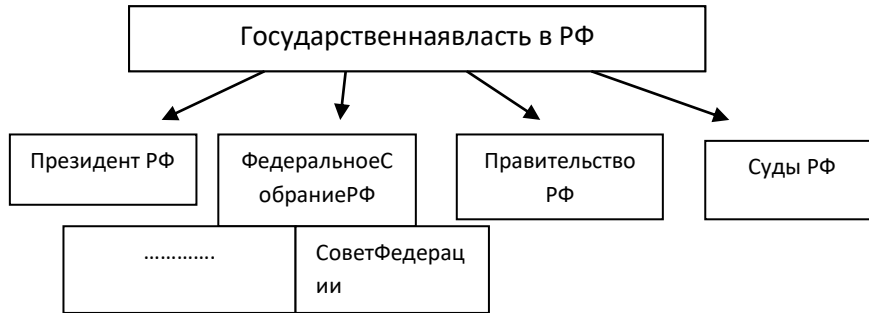 Государственнаявласть в РФ
Президент РФ
ФедеральноеС
обраниеРФ
Правительство
РФ
Суды РФ
………….
СоветФедерац
ии